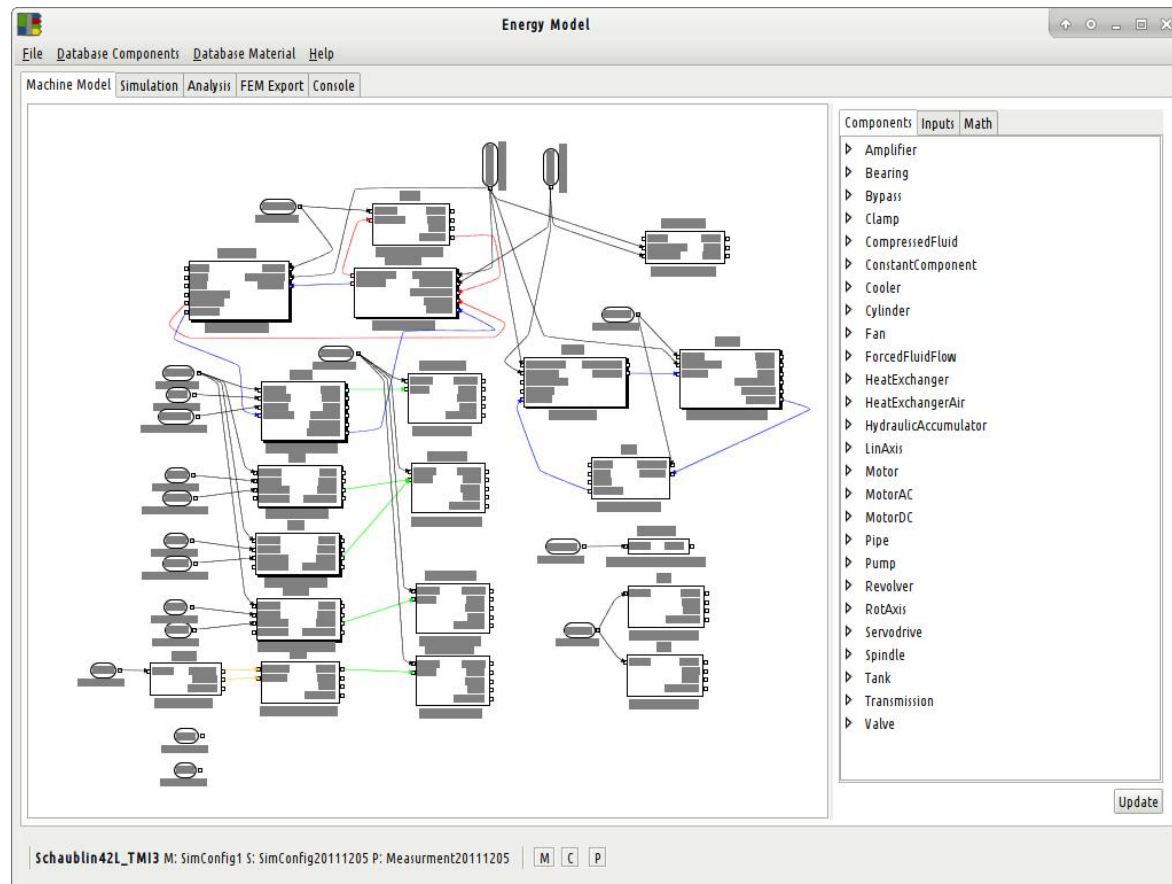 Energy Model
File Database Components Database Material Help
Machine Model Simulation Analysis FEM Export Console
Components Inputs Math
Amplifier
Bearing
Bypass
Clamp
CompressedFluid
ConstantComponent
Cooler
Cylinder
Fan
ForcedFluidFlow
HeatExchanger
HeatExchangerAir
HydraulicAccumulator
LinAxis
Motor
MotorAC
MotorDC
Pipe
Pump
Revolver
RotAxis
Servodrive
Spindle
Tank
Transmission
Valve
Update
Schaublin42L_TMI3 M: SimConfig1 S: SimConfig20111205 P: Measurment20111205 M C P